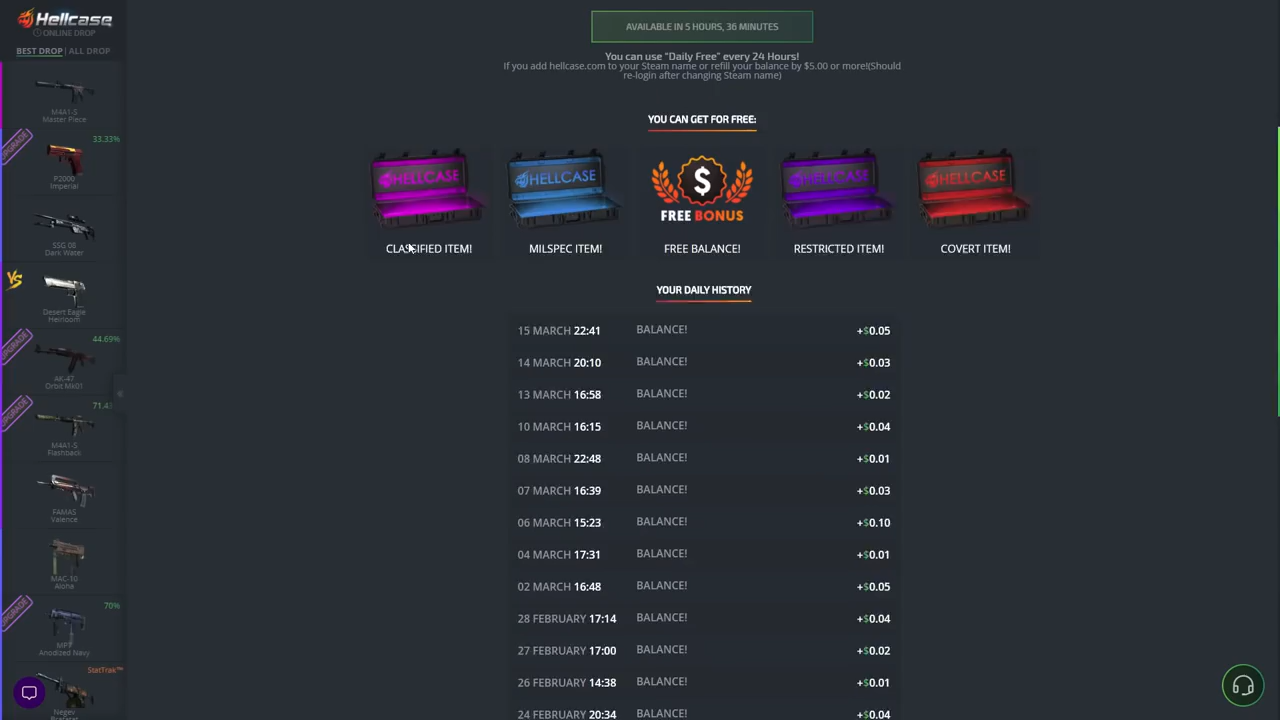 Hellcase
ONLINE DROP
BEST DROP | ALL DROP
M4A1-S
Master Piece
UPGRADE
33.33%
P2000
Imperial
SSG 08
Dark Water
VS
Desert Eagle
Heirloom
UPGRADE
44.69%
AK-47
Orbit Mk01
UPGRADE
M4A1-S
Flashback
FAMAS
Valence
MAC-10
Aloha
UPGRADE
70%
MP7
Anodized Navy
StatTrak™
Negev
AVAILABLE IN 5 HOURS, 36 MINUTES
You can use "Daily Free" every 24 Hours!
If you add hellcase.com to your Steam name or refill your balance by $5.00 or more!(Should
re-login after changing Steam name)
YOU CAN GET FOR FREE:
HELLCASE
HELLCASE
$
FREE BONUS
HELLCASE
HELLCASE
CLASSIFIED ITEM!
MILSPEC ITEM!
FREE BALANCE!
RESTRICTED ITEM!
COVERT ITEM!
YOUR DAILY HISTORY
15 MARCH 22:41 BALANCE! +$0.05
14 MARCH 20:10 BALANCE! +$0.03
13 MARCH 16:58 BALANCE! +$0.02
10 MARCH 16:15 BALANCE! +$0.04
08 MARCH 22:48 BALANCE! +$0.01
07 MARCH 16:39 BALANCE! +$0.03
06 MARCH 15:23 BALANCE! +$0.10
04 MARCH 17:31 BALANCE! +$0.01
02 MARCH 16:48 BALANCE! +$0.05
28 FEBRUARY 17:14 BALANCE! +$0.04
27 FEBRUARY 17:00 BALANCE! +$0.02
26 FEBRUARY 14:38 BALANCE! +$0.01
24 FEBRUARY 20:34 BALANCE! +$0.04